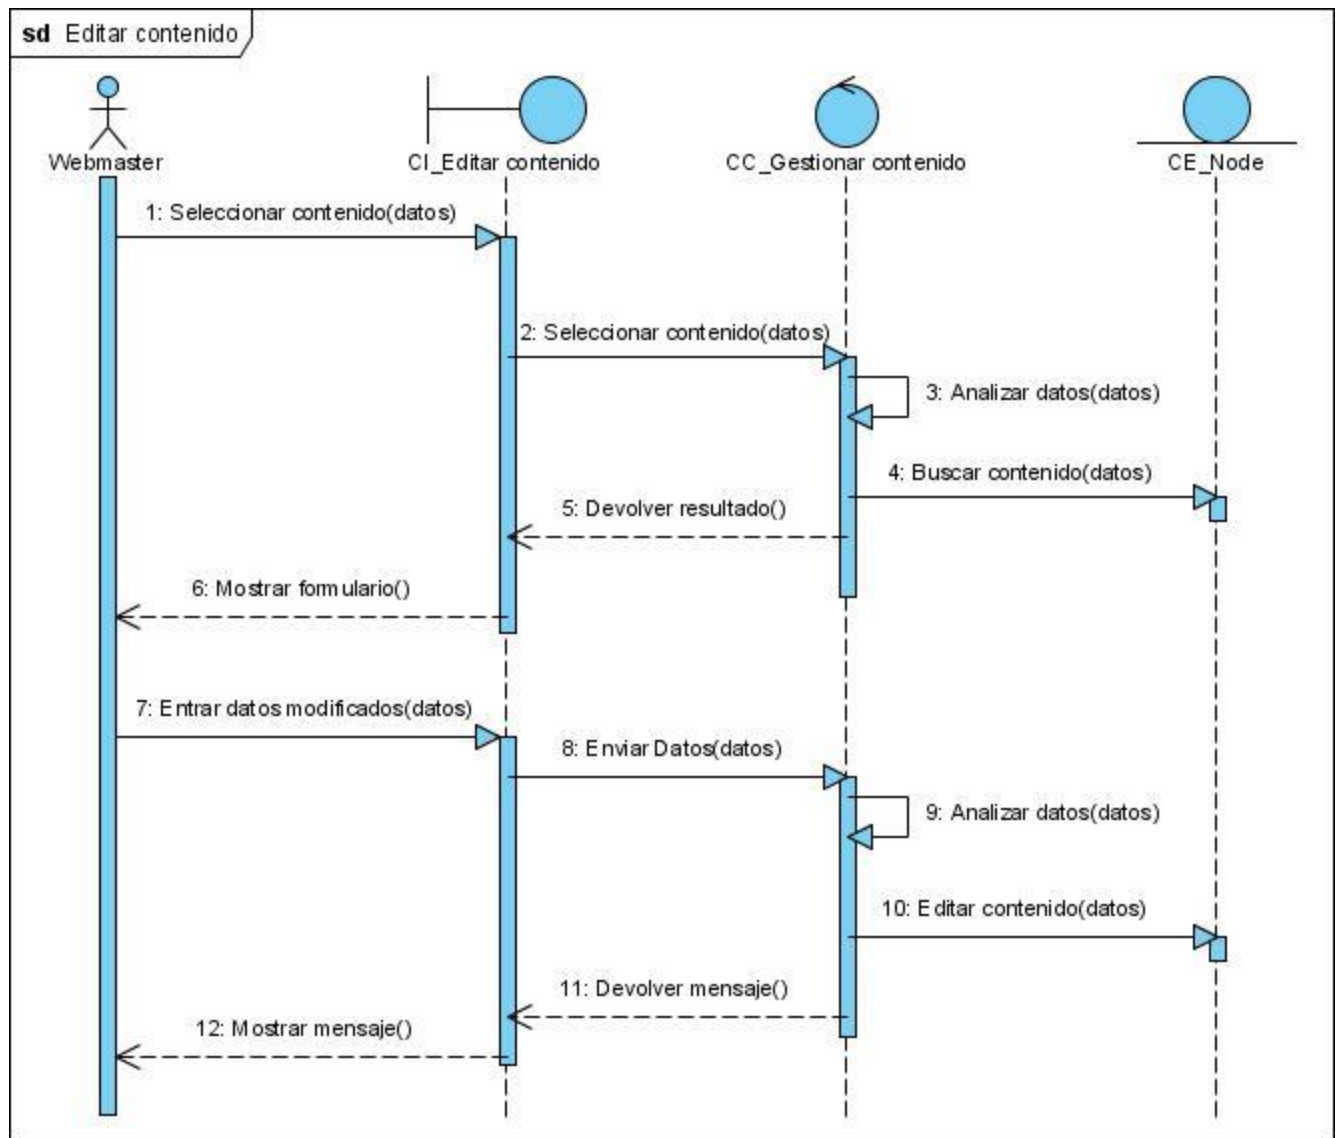 sd Editar contenido
Webmaster
CI_Editar contenido
CC_Gestionar contenido
CE_Node
1: Seleccionar contenido(datos)
2: Seleccionar contenido(datos)
3: Analizar datos(datos)
4: Buscar contenido(datos)
5: Devolver resultado()
6: Mostrar formulario()
7: Entrar datos modificados(datos)
8: Enviar Datos(datos)
9: Analizar datos(datos)
10: Editar contenido(datos)
11: Devolver mensaje()
12: Mostrar mensaje()